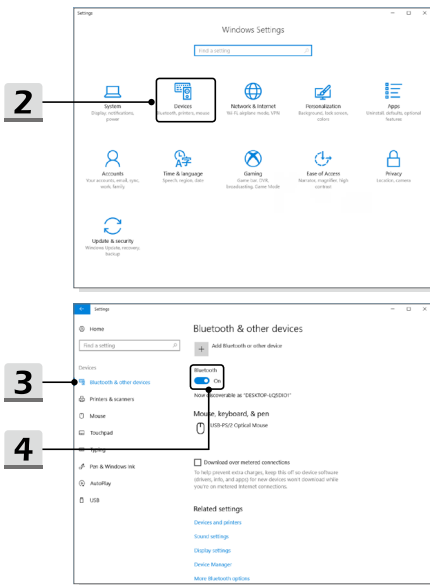 Settings
Windows Settings
Find a setting
2
System
Display, notifications,
power
Devices
Bluetooth, printers, mouse
Network & Internet
Wi-Fi, airplane mode, VPN
Personalization
Background, lock screen,
colors
Apps
Uninstall, defaults, optional
features
Accounts
Your accounts, email, sync,
work, family
Time & language
Speech, region, date
Gaming
Game bar, DVR,
broadcasting, Game Mode
Ease of Access
Narrator, magnifier, high
contrast
Privacy
Location, camera
Update & security
Windows Update, recovery,
backup
Settings
Home
Find a setting
Devices
3
Bluetooth & other devices
Printers & scanners
Mouse
4
Touchpad
Typing
Pen & Windows Ink
AutoPlay
USB
Bluetooth & other devices
Add Bluetooth or other device
Bluetooth
On
Now discoverable as "DESKTOP-LQ5DIO1"
Mouse, keyboard, & pen
USB-PS/2 Optical Mouse
Download over metered connections
To help prevent extra charges, keep this off so device software
(drivers, info, and apps) for new devices won't download while
you're on metered Internet connections.
Related settings
Devices and printers
Sound settings
Display settings
Device Manager
More Bluetooth options